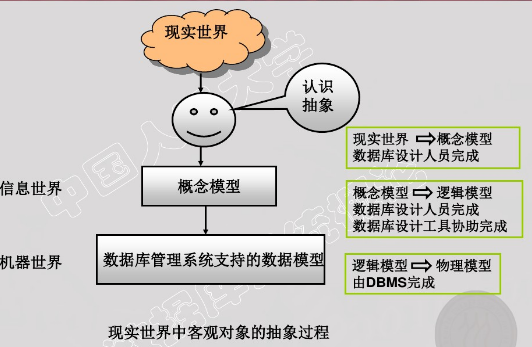 现实世界
认识
抽象
现实世界 ⇨概念模型
数据库设计人员完成
信息世界
概念模型
概念模型 ⇨ 逻辑模型
数据库设计人员完成
数据库设计工具协助完成
机器世界
数据库管理系统支持的数据模型
逻辑模型⇨ 物理模型
由DBMS完成
现实世界中客观对象的抽象过程